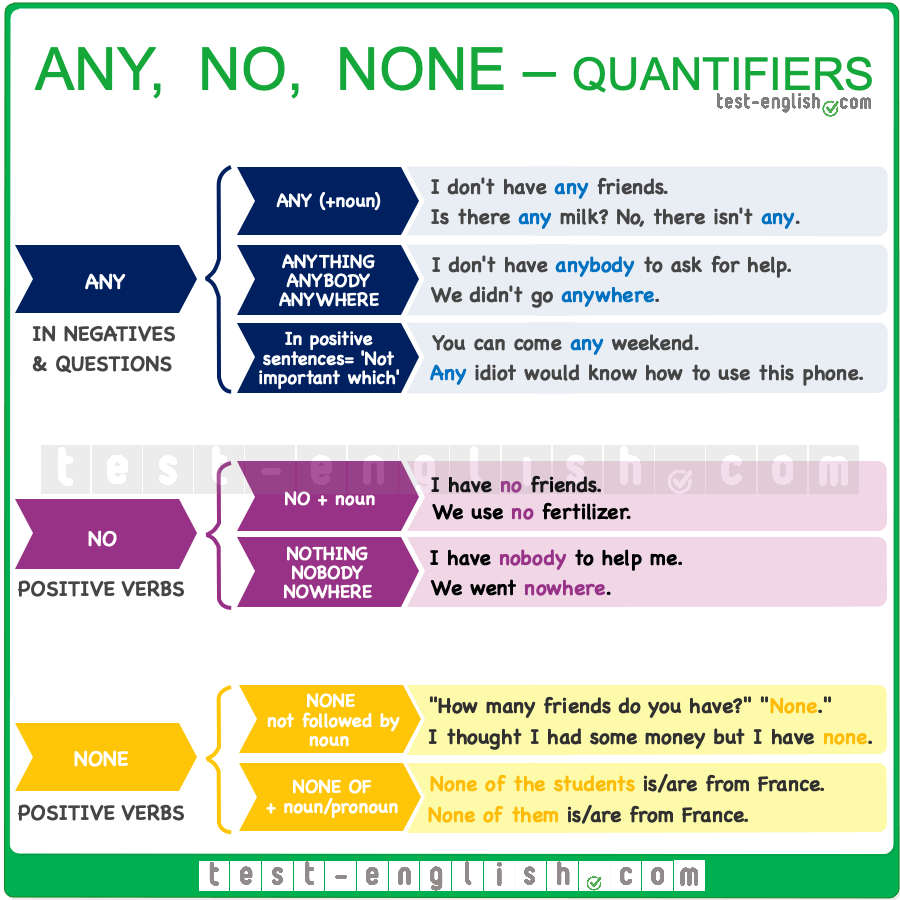 ANY, NO, NONE – QUANTIFIERS
test-english.com
ANY
IN NEGATIVES
& QUESTIONS
ANY (+noun)
I don't have any friends.
Is there any milk? No, there isn't any.
ANYTHING
ANYBODY
ANYWHERE
I don't have anybody to ask for help.
We didn't go anywhere.
In positive
sentences= 'Not
important which'
You can come any weekend.
Any idiot would know how to use this phone.
test-english.com
NO
POSITIVE VERBS
NO + noun
I have no friends.
We use no fertilizer.
NOTHING
NOBODY
NOWHERE
I have nobody to help me.
We went nowhere.
NONE
POSITIVE VERBS
NONE
not followed by
noun
"How many friends do you have?" "None."
I thought I had some money but I have none.
NONE OF
+ noun/pronoun
None of the students is/are from France.
None of them is/are from France.
test-english.com